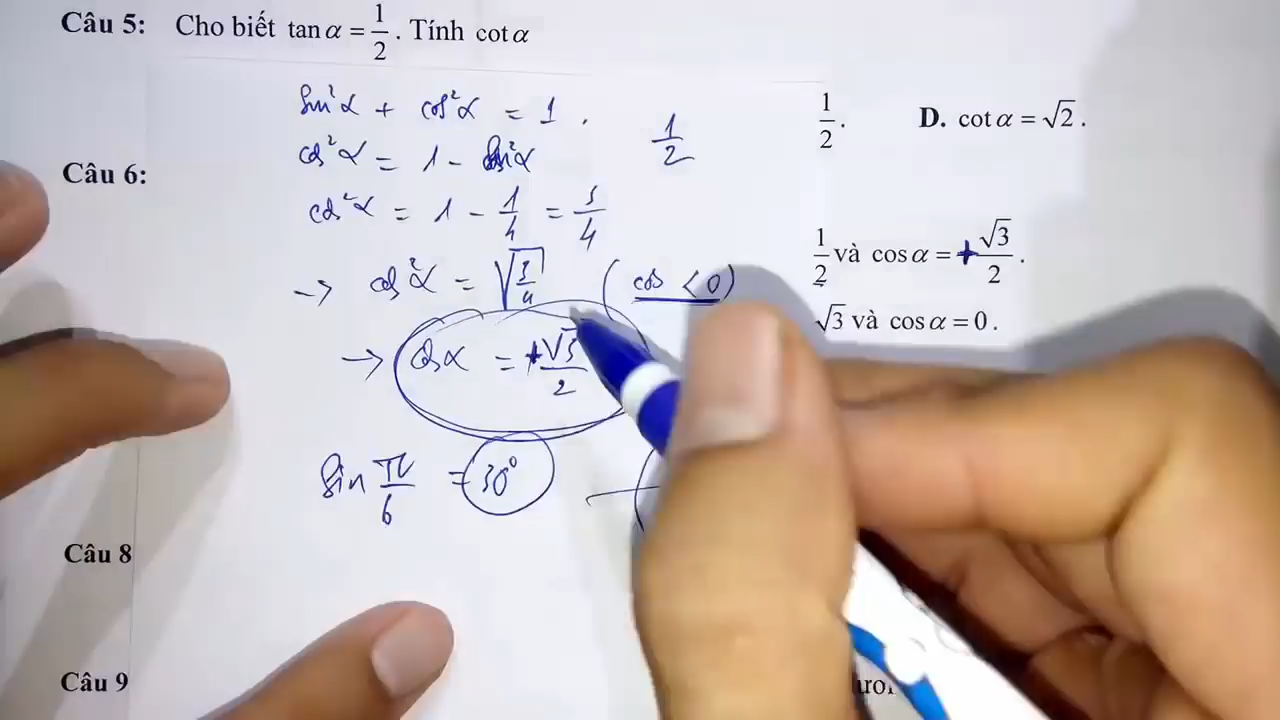 Câu 5: Cho biết tan α = 1/2 . Tính cot α
sin²α + cos²α = 1 .
1/2
1/2 .
D. cot α = √2 .
cos²α = 1 - sin²α
Câu 6:
cos²α = 1 - 1/4 = 3/4
1/2 và cos α = +√3/2 .
→ cos²α = √3/4 (cos < 0)
√3 và cos α = 0 .
→ cosα = +√3/2
sin π/6 = 30°
Câu 8
Câu 9